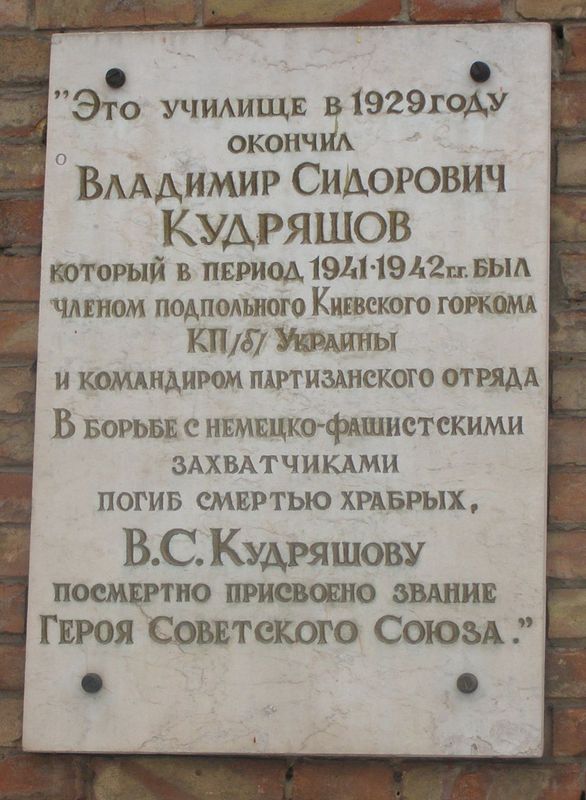 "Это училище в 1929 году
окончил
Владимир Сидорович
Кудряшов
который в период 1941·1942 г.г. был
членом подпольного Киевского горкома
КП/б/ Украины
и командиром партизанского отряда
В борьбе с немецко-фашистскими
захватчиками
погиб смертью храбрых,
В.С. Кудряшову
посмертно присвоено звание
Героя Советского Союза."